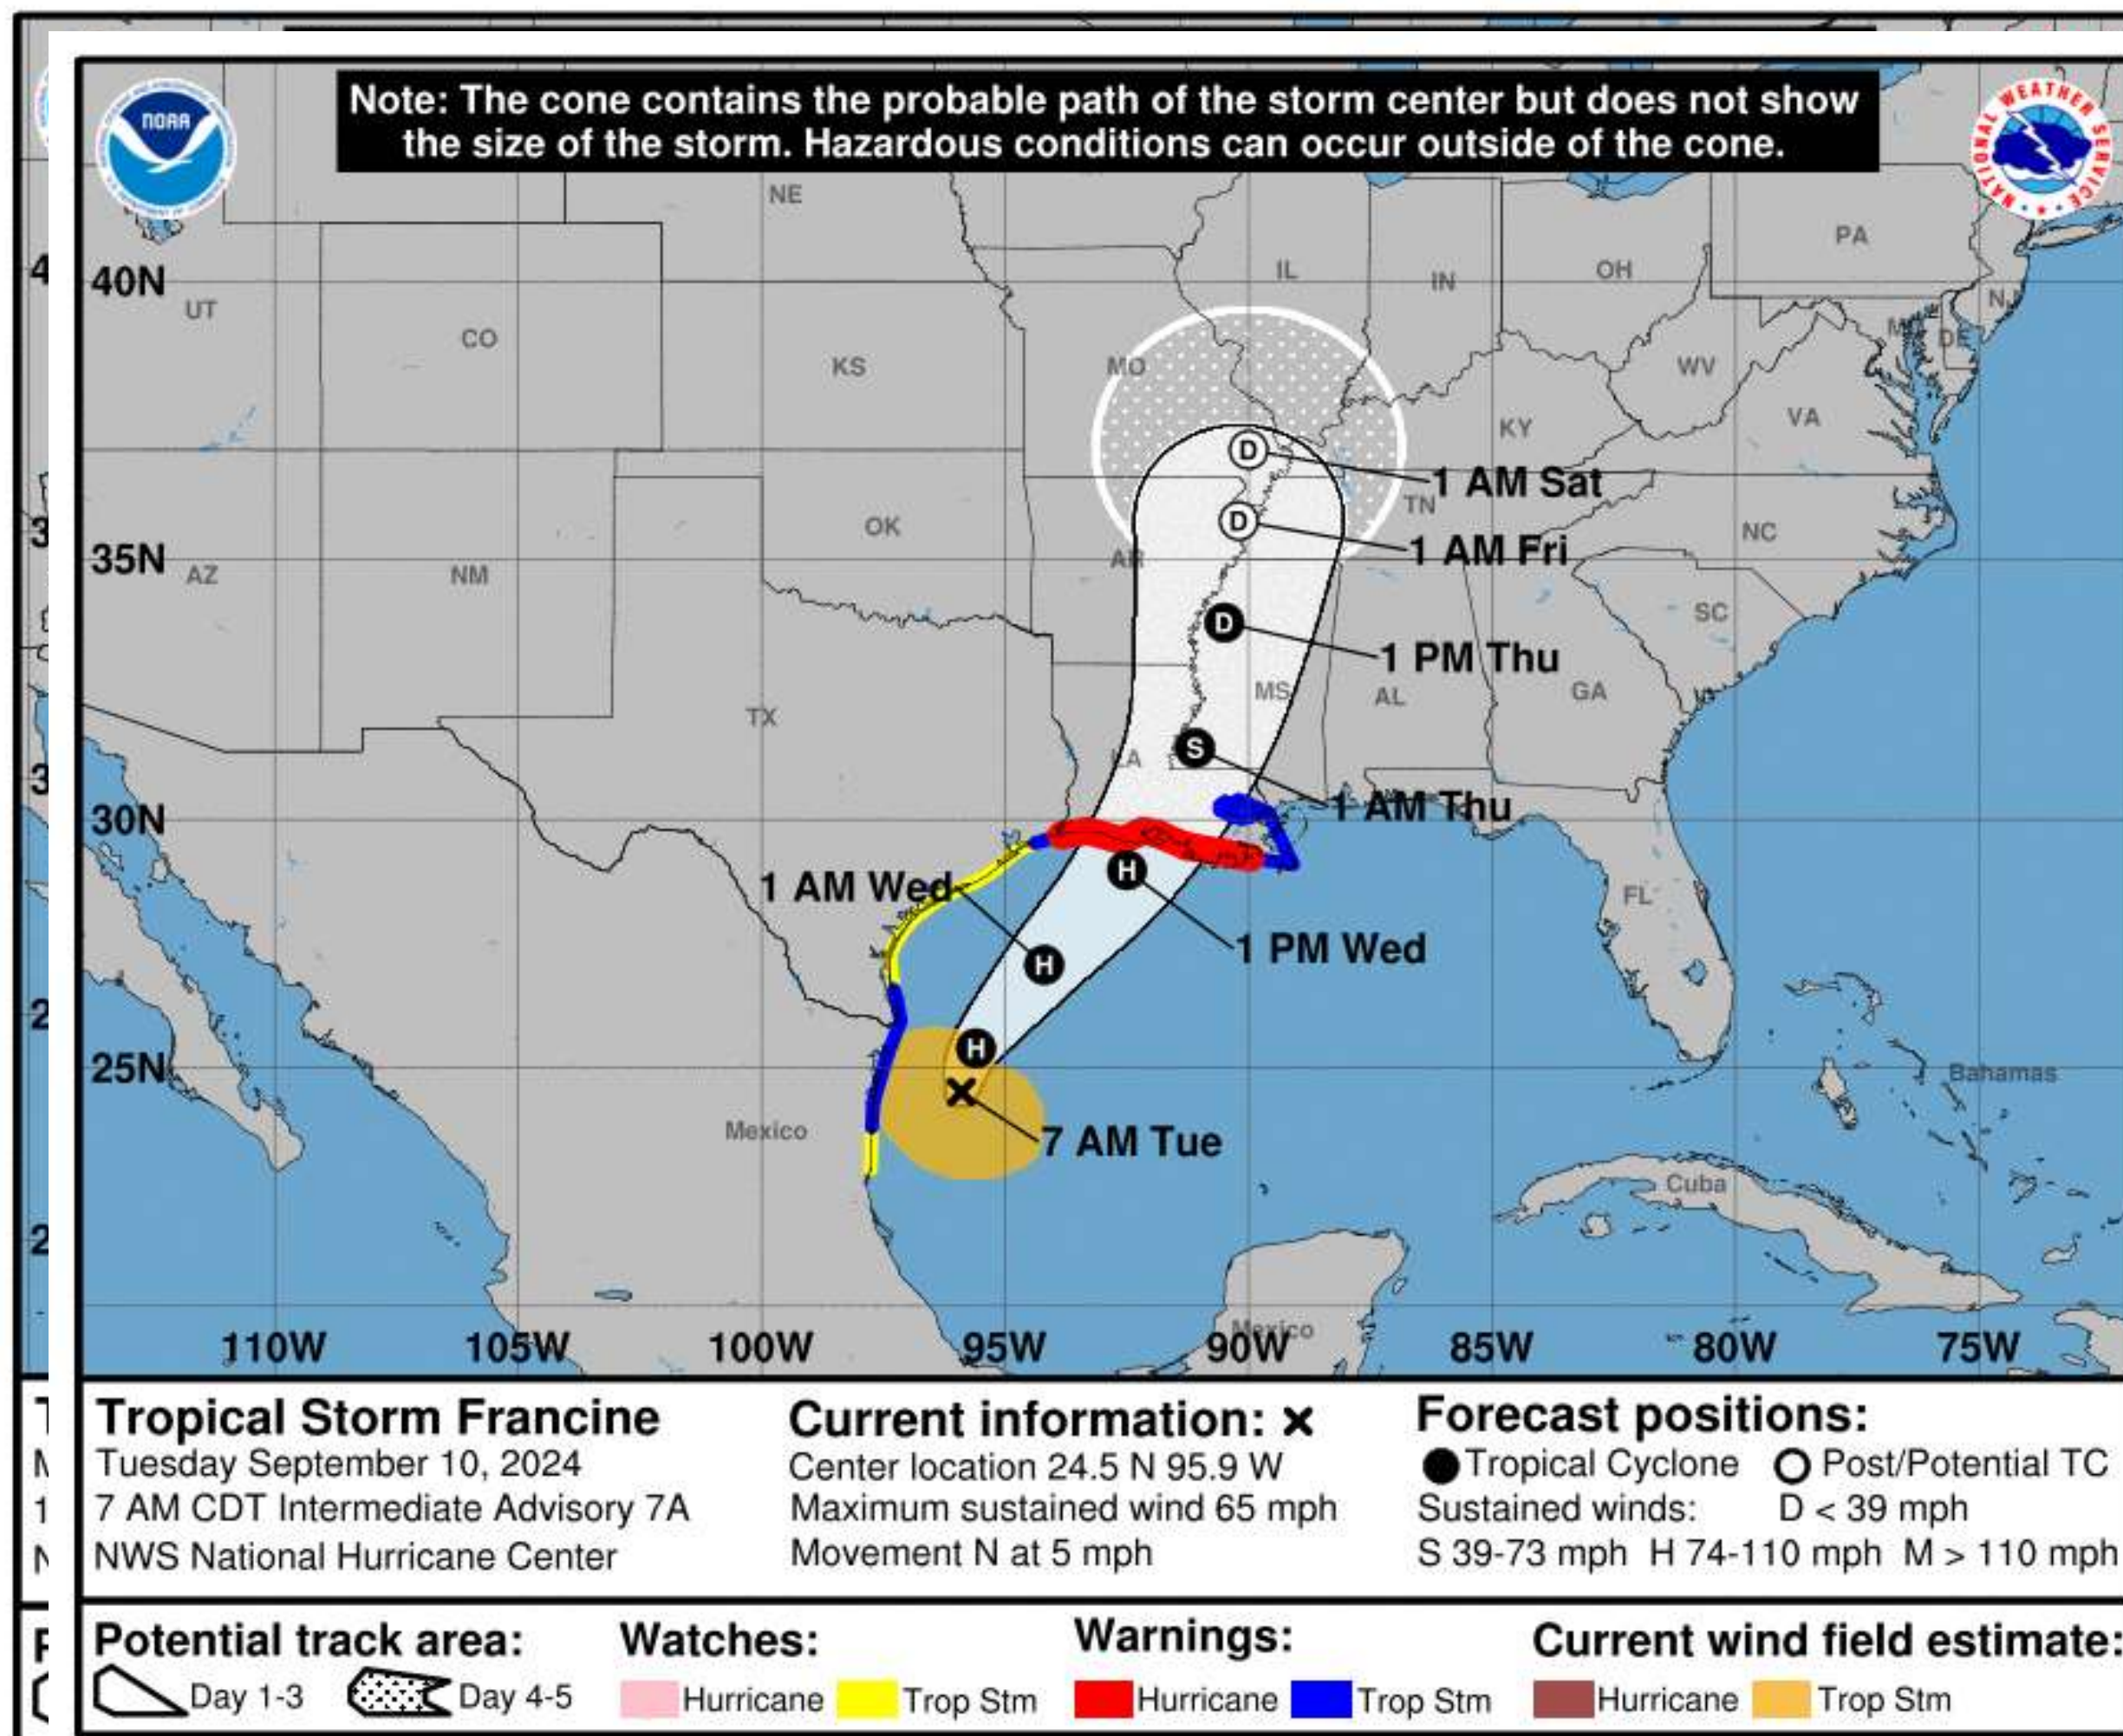 Note: The cone contains the probable path of the storm center but does not show
the size of the storm. Hazardous conditions can occur outside of the cone.
NOAA
NATIONAL WEATHER SERVICE
NE
PA
40N
IL
IN
OH
UT
CO
KS
MO
WV
DE
VA
KY
D
1 AM Sat
TN
OK
D
1 AM Fri
NC
35N
AZ
NM
AR
D
1 PM Thu
SC
TX
MS
AL
GA
S
LA
1 AM Thu
30N
H
1 AM Wed
FL
1 PM Wed
H
H
25N
Bahamas
Mexico
7 AM Tue
Cuba
Mexico
110W 105W 100W 95W 90W 85W 80W 75W
Tropical Storm Francine
Tuesday September 10, 2024
7 AM CDT Intermediate Advisory 7A
NWS National Hurricane Center
Current information: x
Center location 24.5 N 95.9 W
Maximum sustained wind 65 mph
Movement N at 5 mph
Forecast positions:
Tropical Cyclone Post/Potential TC
Sustained winds: D < 39 mph
S 39-73 mph H 74-110 mph M > 110 mph
Potential track area:
Day 1-3 Day 4-5
Watches:
Hurricane Trop Stm
Warnings:
Hurricane Trop Stm
Current wind field estimate:
Hurricane Trop Stm